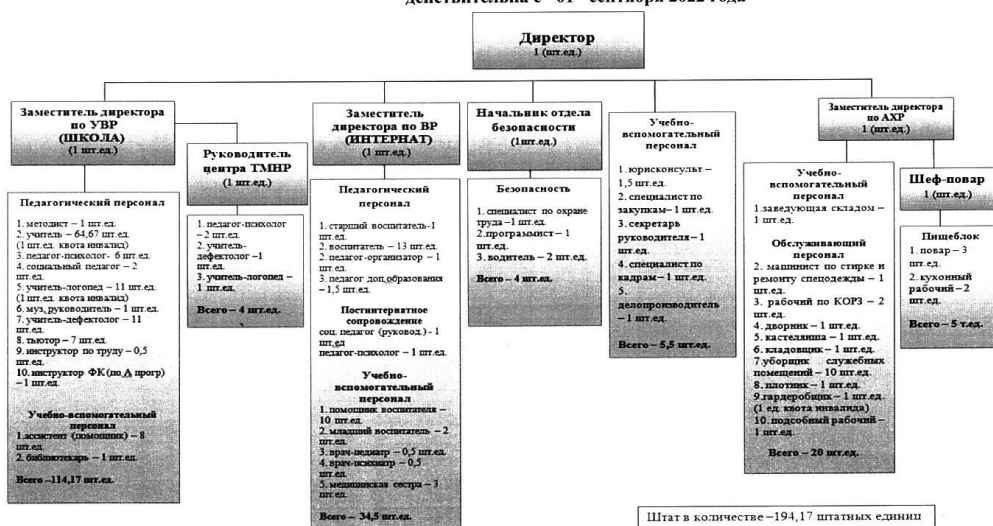 действительна с "01" сентября 2022 года
Директор
1 (шт.ед.)
Заместитель директора
по УВР
(ШКОЛА)
(1 шт.ед.)
Педагогический персонал
1. методист – 1 шт.ед.
2. учитель – 64,67 шт.ед.
(1 шт.ед. квота инвалид)
3. педагог-психолог- 6 шт.ед.
4. социальный педагог – 2
шт.ед.
5. учитель-логопед – 11 шт.ед.
(1 шт.ед. квота инвалид)
6. муз.руководитель – 1 шт.ед.
7. учитель-дефектолог – 11
шт.ед.
8. тьютор – 7 шт.ед.
9. инструктор по труду – 0,5
шт.ед.
10. инструктор ФК (по А прогр)
– 1 шт.ед.
Учебно-вспомогательный
персонал
1.ассистент (помощник) – 8
шт.ед.
2. библиотекарь – 1 шт.ед.
Всего –114,17 шт.ед.
Руководитель
центра ТМНР
(1 шт.ед.)
1. педагог-психолог
–2 шт.ед.
2. учитель-
дефектолог –1
шт.ед.
3. учитель-логопед –
1 шт.ед.
Всего – 4 шт.ед.
Заместитель
директора по ВР
(ИНТЕРНАТ)
(1 шт.ед.)
Педагогический
персонал
1. старший воспитатель-1
шт.ед.
2. воспитатель – 13 шт.ед.
2. педагог-организатор – 1
шт.ед.
3. педагог доп.образования
–1,5 шт.ед.
Постинтернатное
сопровождение
соц. педагог (руковод.) - 1
шт.ед
педагог-психолог – 1 шт.ед.
Учебно-
вспомогательный
персонал
1. помощник воспитателя –
10 шт.ед.
2. младший воспитатель – 2
шт.ед.
3. врач-педиатр – 0,5 шт.ед.
4. врач-психиатр – 0,5
шт.ед.
5. медицинская сестра – 3
шт.ед.
Всего – 34,5 шт.ед.
Начальник отдела
безопасности
(1шт.ед.)
Безопасность
1. специалист по охране
труда –1 шт.ед.
2.программист – 1
шт.ед.
3. водитель – 2 шт.ед.
Всего – 4 шт.ед.
Учебно-
вспомогательный
персонал
1. юрисконсульт –
1,5 шт.ед.
2. специалист по
закупкам– 1 шт.ед.
3. секретарь
руководителя – 1
шт.ед.
4. специалист по
кадрам – 1 шт.ед.
5.
делопроизводитель
– 1 шт.ед.
Всего – 5,5 шт.ед.
Заместитель директора
по АХР
1 (шт.ед.)
Учебно-
вспомогательный
персонал
1.заведующая складом –
1 шт.ед.
Обслуживающий
персонал
2. машинист по стирке и
ремонту спецодежды – 1
шт.ед.
3. рабочий по КОРЗ – 2
шт.ед.
4. дворник – 1 шт.ед.
5. кастелянша – 1 шт.ед.
6. кладовщик – 1 шт.ед.
7.уборщик служебных
помещений – 10 шт.ед.
8. плотник – 1 шт.ед.
9.гардеробщик – 1 шт.ед.
(1 ед. квота инвалида)
10. подсобный рабочий –
1 шт.ед.
Всего – 20 шт.ед.
Шеф-повар
1 (шт.ед.)
Пищеблок
1. повар – 3
шт.ед.
2. кухонный
рабочий – 2
шт.ед.
Всего – 5 т.ед.
Штат в количестве –194,17 штатных единиц